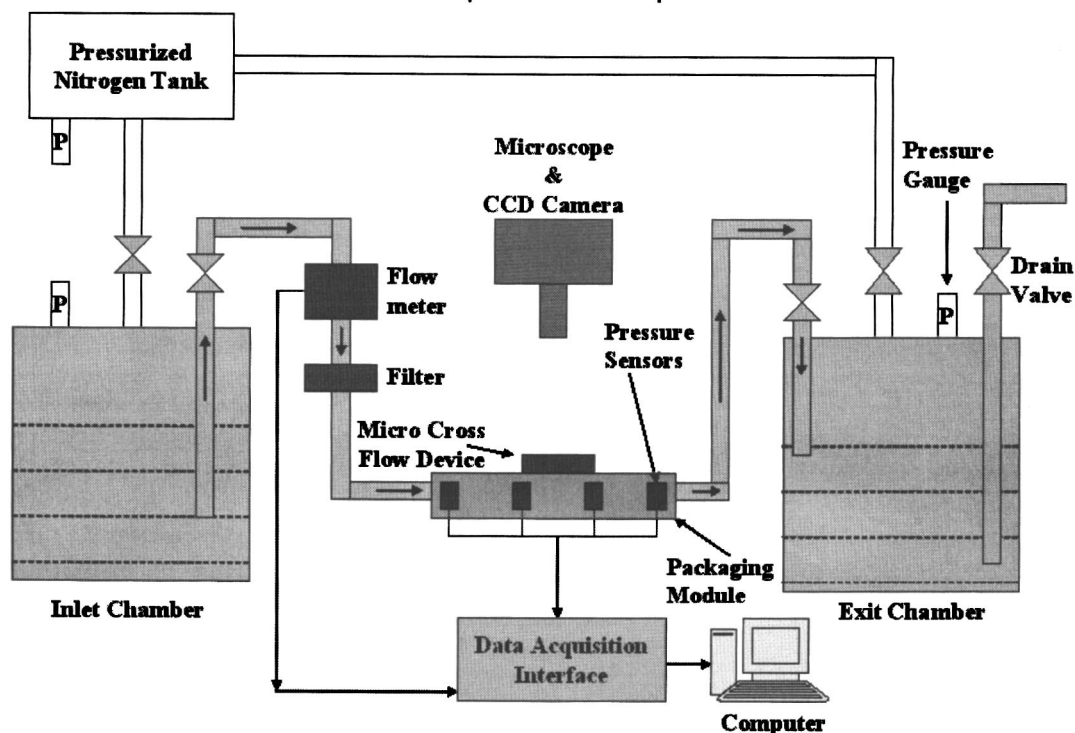 Pressurized
Nitrogen Tank
P
Microscope
&
CCD Camera
Pressure
Gauge
Flow
meter
Drain
Valve
P
P
Pressure
Sensors
Filter
Micro Cross
Flow Device
Packaging
Module
Inlet Chamber
Exit Chamber
Data Acquisition
Interface
Computer